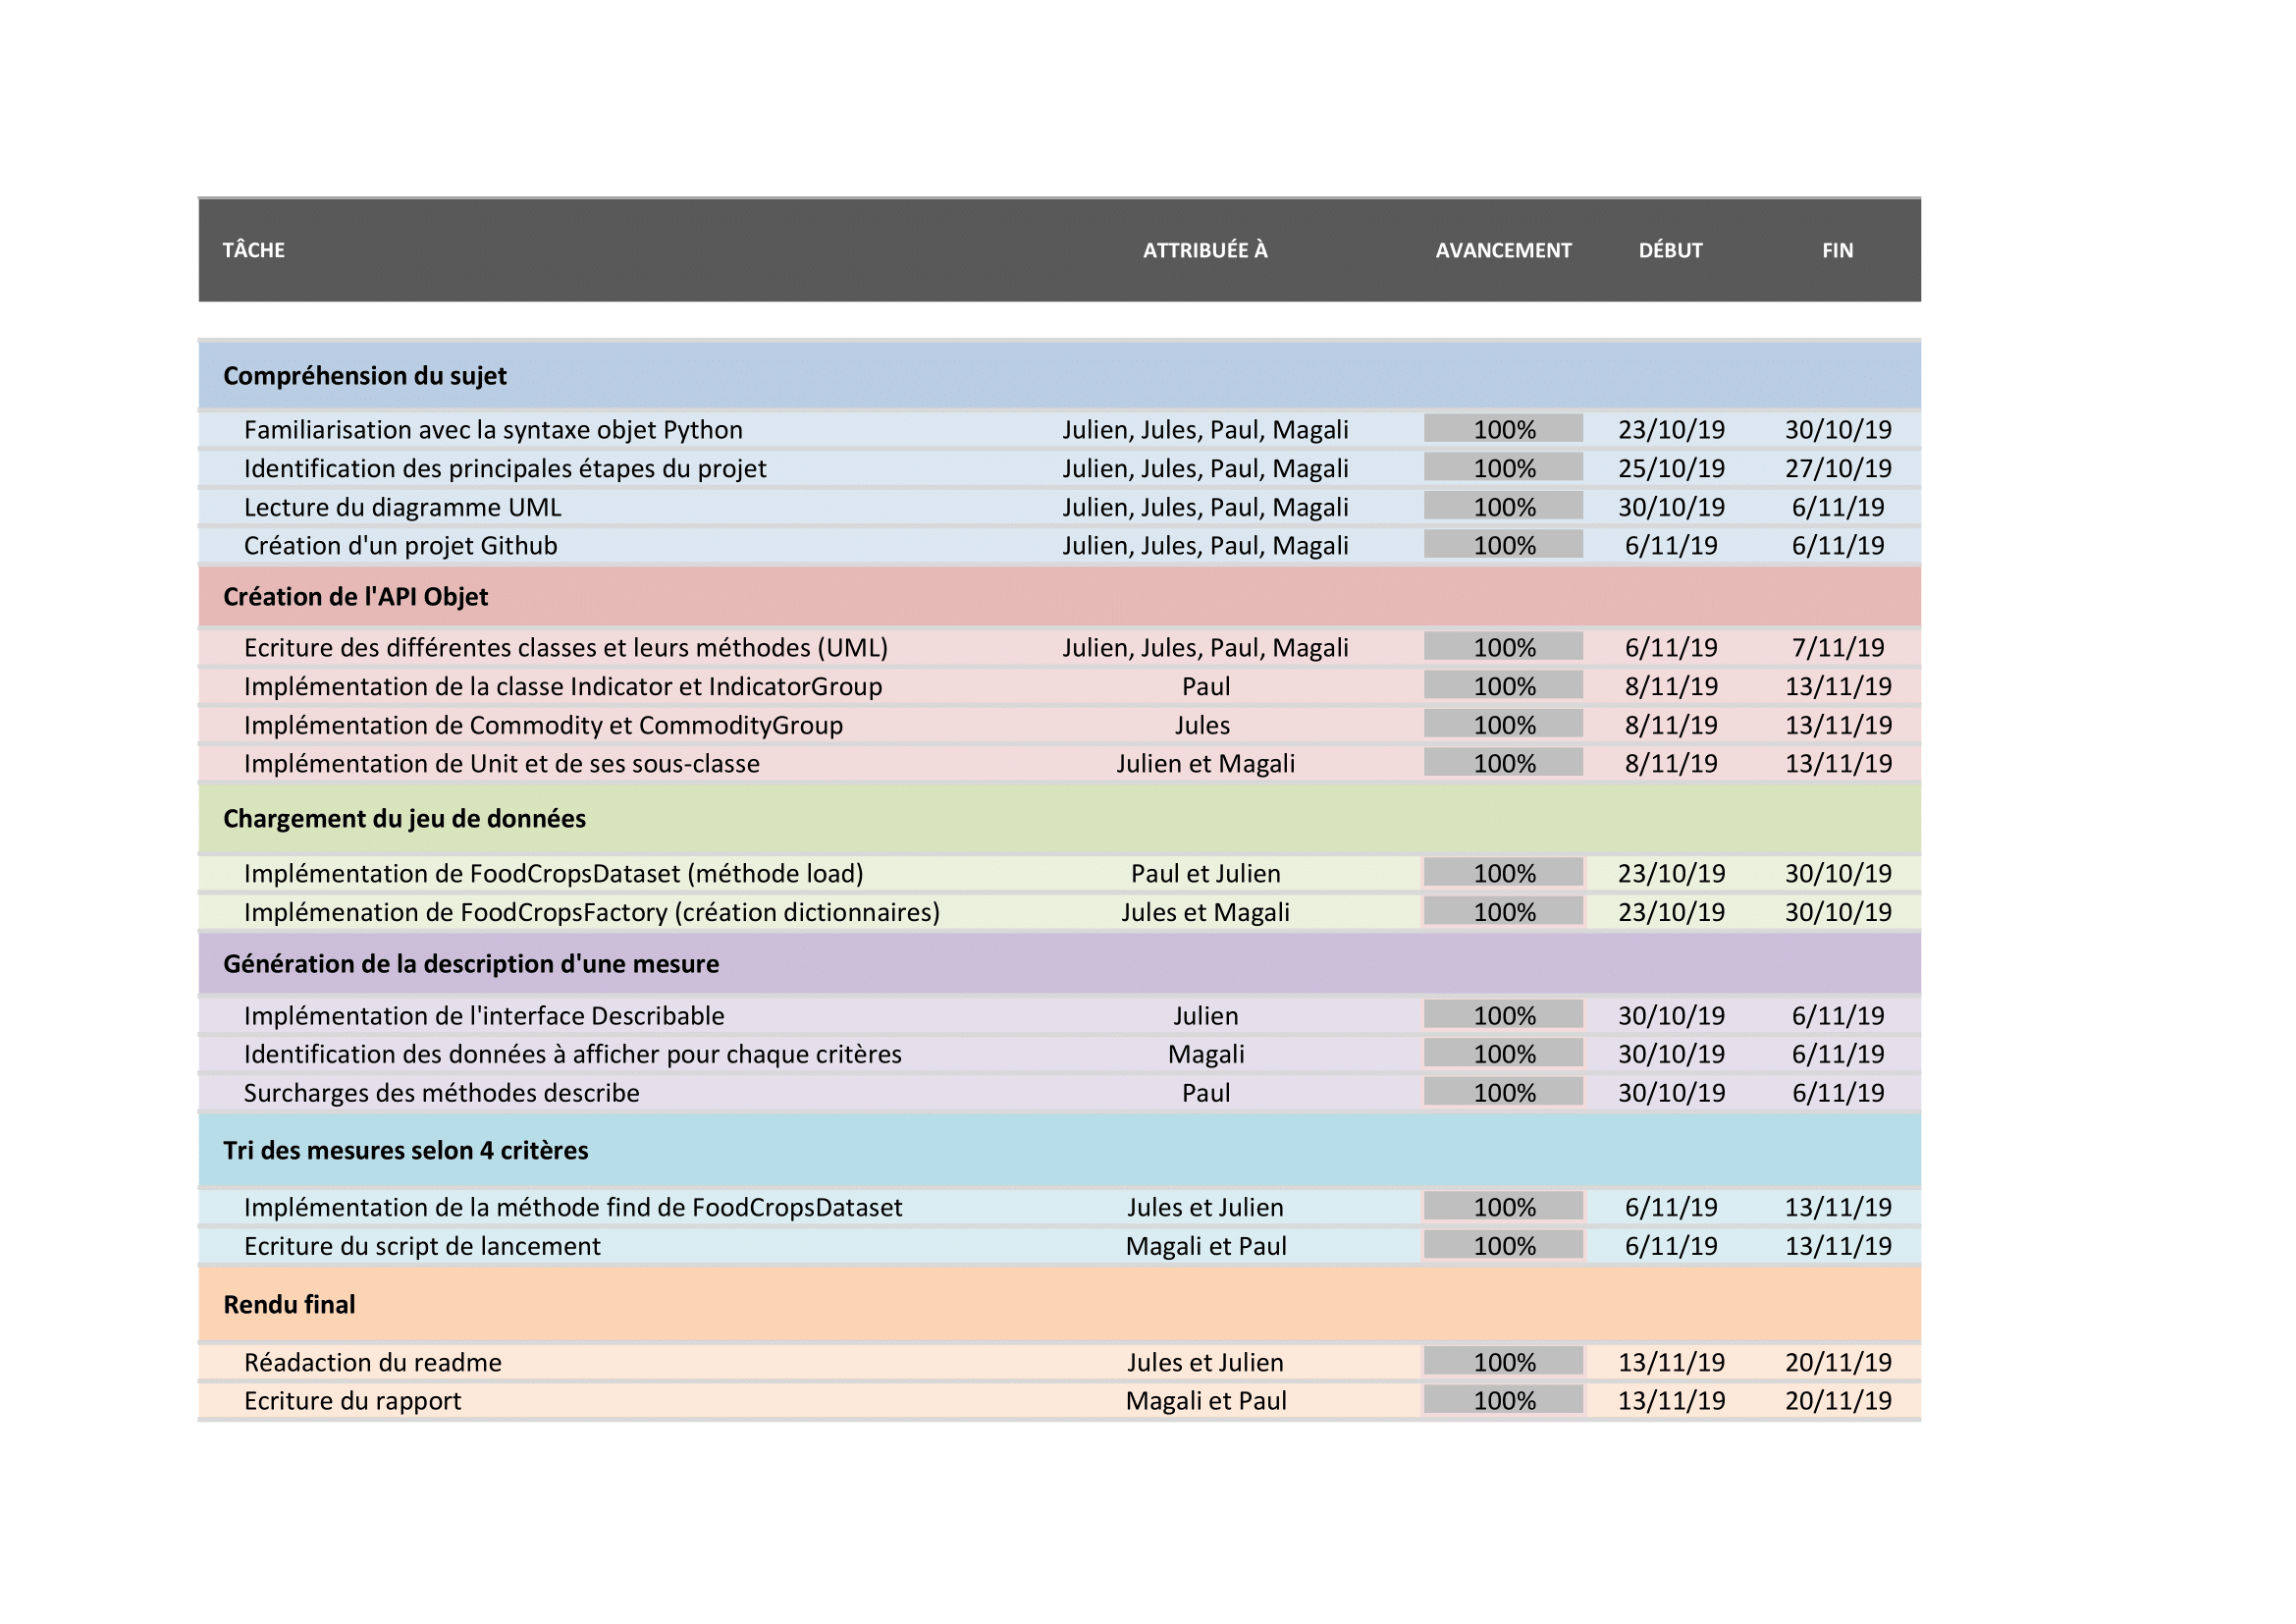 TÂCHE ATTRIBUÉE À AVANCEMENT DÉBUT FIN
Compréhension du sujet
Familiarisation avec la syntaxe objet Python Julien, Jules, Paul, Magali 100% 23/10/19 30/10/19
Identification des principales étapes du projet Julien, Jules, Paul, Magali 100% 25/10/19 27/10/19
Lecture du diagramme UML Julien, Jules, Paul, Magali 100% 30/10/19 6/11/19
Création d'un projet Github Julien, Jules, Paul, Magali 100% 6/11/19 6/11/19
Création de l'API Objet
Ecriture des différentes classes et leurs méthodes (UML) Julien, Jules, Paul, Magali 100% 6/11/19 7/11/19
Implémentation de la classe Indicator et IndicatorGroup Paul 100% 8/11/19 13/11/19
Implémentation de Commodity et CommodityGroup Jules 100% 8/11/19 13/11/19
Implémentation de Unit et de ses sous-classe Julien et Magali 100% 8/11/19 13/11/19
Chargement du jeu de données
Implémentation de FoodCropsDataset (méthode load) Paul et Julien 100% 23/10/19 30/10/19
Implémenation de FoodCropsFactory (création dictionnaires) Jules et Magali 100% 23/10/19 30/10/19
Génération de la description d'une mesure
Implémentation de l'interface Describable Julien 100% 30/10/19 6/11/19
Identification des données à afficher pour chaque critères Magali 100% 30/10/19 6/11/19
Surcharges des méthodes describe Paul 100% 30/10/19 6/11/19
Tri des mesures selon 4 critères
Implémentation de la méthode find de FoodCropsDataset Jules et Julien 100% 6/11/19 13/11/19
Ecriture du script de lancement Magali et Paul 100% 6/11/19 13/11/19
Rendu final
Réadaction du readme Jules et Julien 100% 13/11/19 20/11/19
Ecriture du rapport Magali et Paul 100% 13/11/19 20/11/19